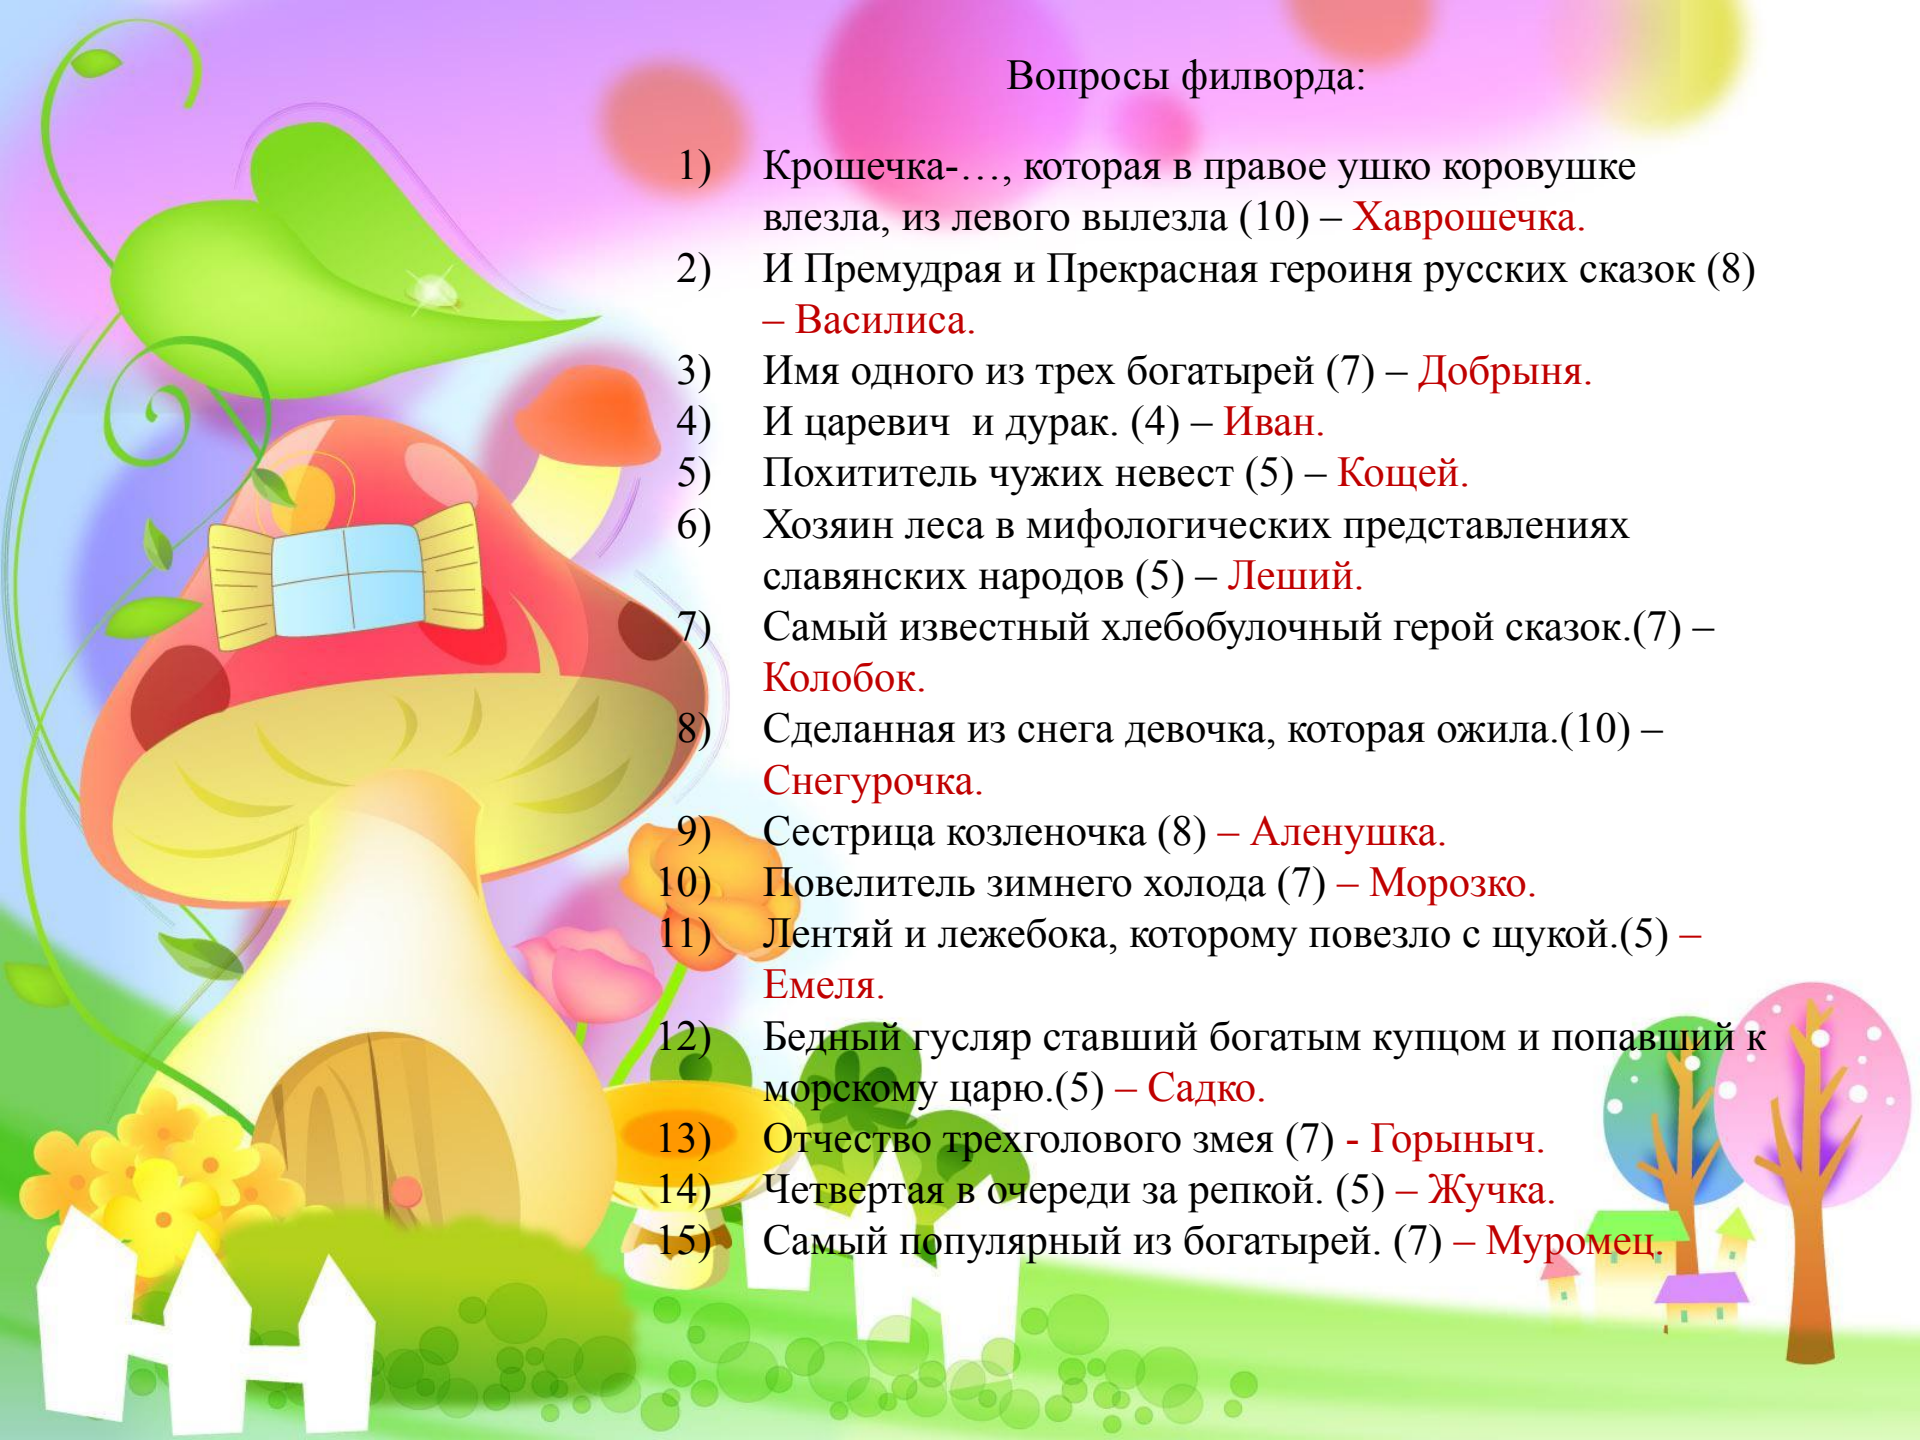 Вопросы филворда:
1) Крошечка-…, которая в правое ушко коровушке
влезла, из левого вылезла (10) – Хаврошечка.
2) И Премудрая и Прекрасная героиня русских сказок (8)
– Василиса.
3) Имя одного из трех богатырей (7) – Добрыня.
4) И царевич  и дурак. (4) – Иван.
5) Похититель чужих невест (5) – Кощей.
6) Хозяин леса в мифологических представлениях
славянских народов (5) – Леший.
7) Самый известный хлебобулочный герой сказок.(7) –
Колобок.
8) Сделанная из снега девочка, которая ожила.(10) –
Снегурочка.
9) Сестрица козленочка (8) – Аленушка.
10) Повелитель зимнего холода (7) – Морозко.
11) Лентяй и лежебока, которому повезло с щукой.(5) –
Емеля.
12) Бедный гусляр ставший богатым купцом и попавший к
морскому царю.(5) – Садко.
13) Отчество трехголового змея (7) - Горыныч.
14) Четвертая в очереди за репкой. (5) – Жучка.
15) Самый популярный из богатырей. (7) – Муромец.